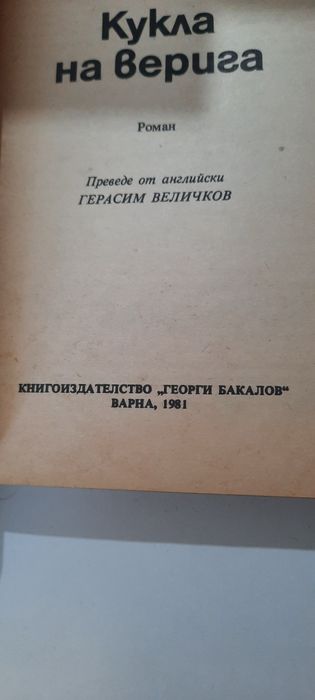 Кукла
на верига
Роман
Преведе от английски
ГЕРАСИМ ВЕЛИЧКОВ
КНИГОИЗДАТЕЛСТВО „ГЕОРГИ БАКАЛОВ“
ВАРНА, 1981